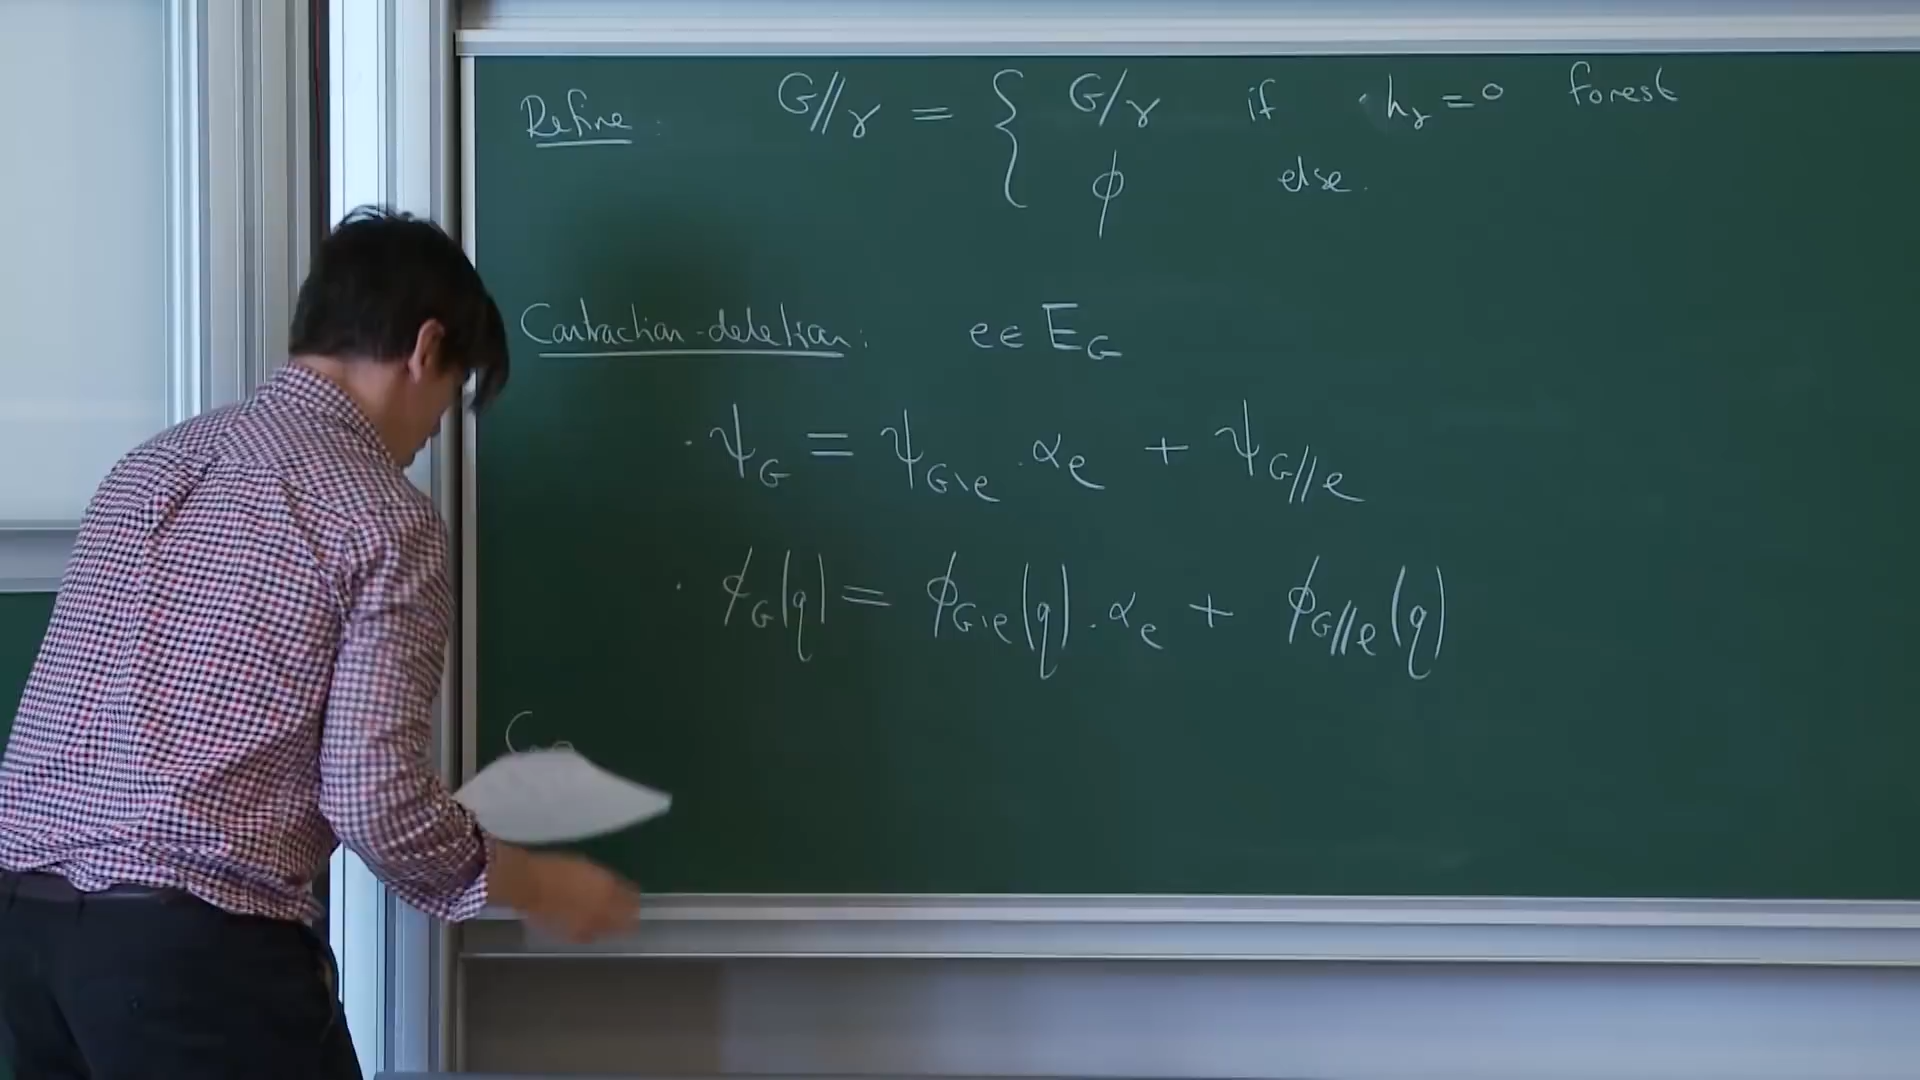 Refine: G//γ = { G/γ if h_γ = 0 forest
ϕ else.
Contraction-deletion: e ∈ E_G
· ψ_G = ψ_{G\e} . α_e + ψ_{G//e}
· ϕ_G(q) = ϕ_{G\e}(q) . α_e + ϕ_{G//e}(q)